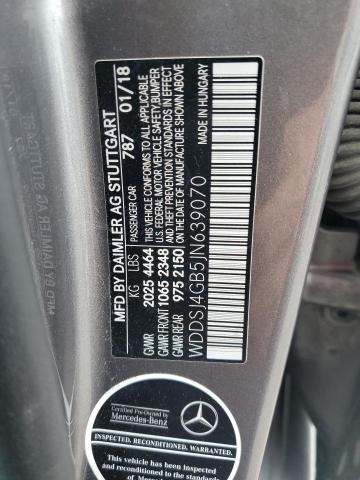 MFD BY DAIMLER AG STUTTGART
PASSENGER CAR 787 01/18
KG LBS
GVWR 2025 4464
GAWR FRONT 1065 2348
GAWR REAR 975 2150
THIS VEHICLE CONFORMS TO ALL APPLICABLE
U.S. FEDERAL MOTOR VEHICLE SAFETY, BUMPER
AND THEFT PREVENTION STANDARDS IN EFFECT
ON THE DATE OF MANUFACTURE SHOWN ABOVE
WDDSJ4GB5JN639070
MADE IN HUNGARY
Certified Pre-Owned by
Mercedes-Benz
INSPECTED. RECONDITIONED. WARRANTED.
This vehicle has been inspected
and reconditioned to the standards of